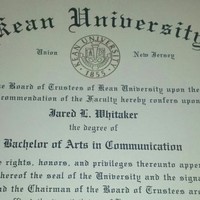 Kean University
Union New Jersey
KEAN UNIVERSITY
1855
e Board of Trustees of Kean University upon the
commendation of the Faculty hereby confers upon
Jared L. Whitaker
the degree of
Bachelor of Arts in Communication
e rights, honors, and privileges thereunto apper
hereof the seal of the University and the signa
and the Chairman of the Board of Trustees are